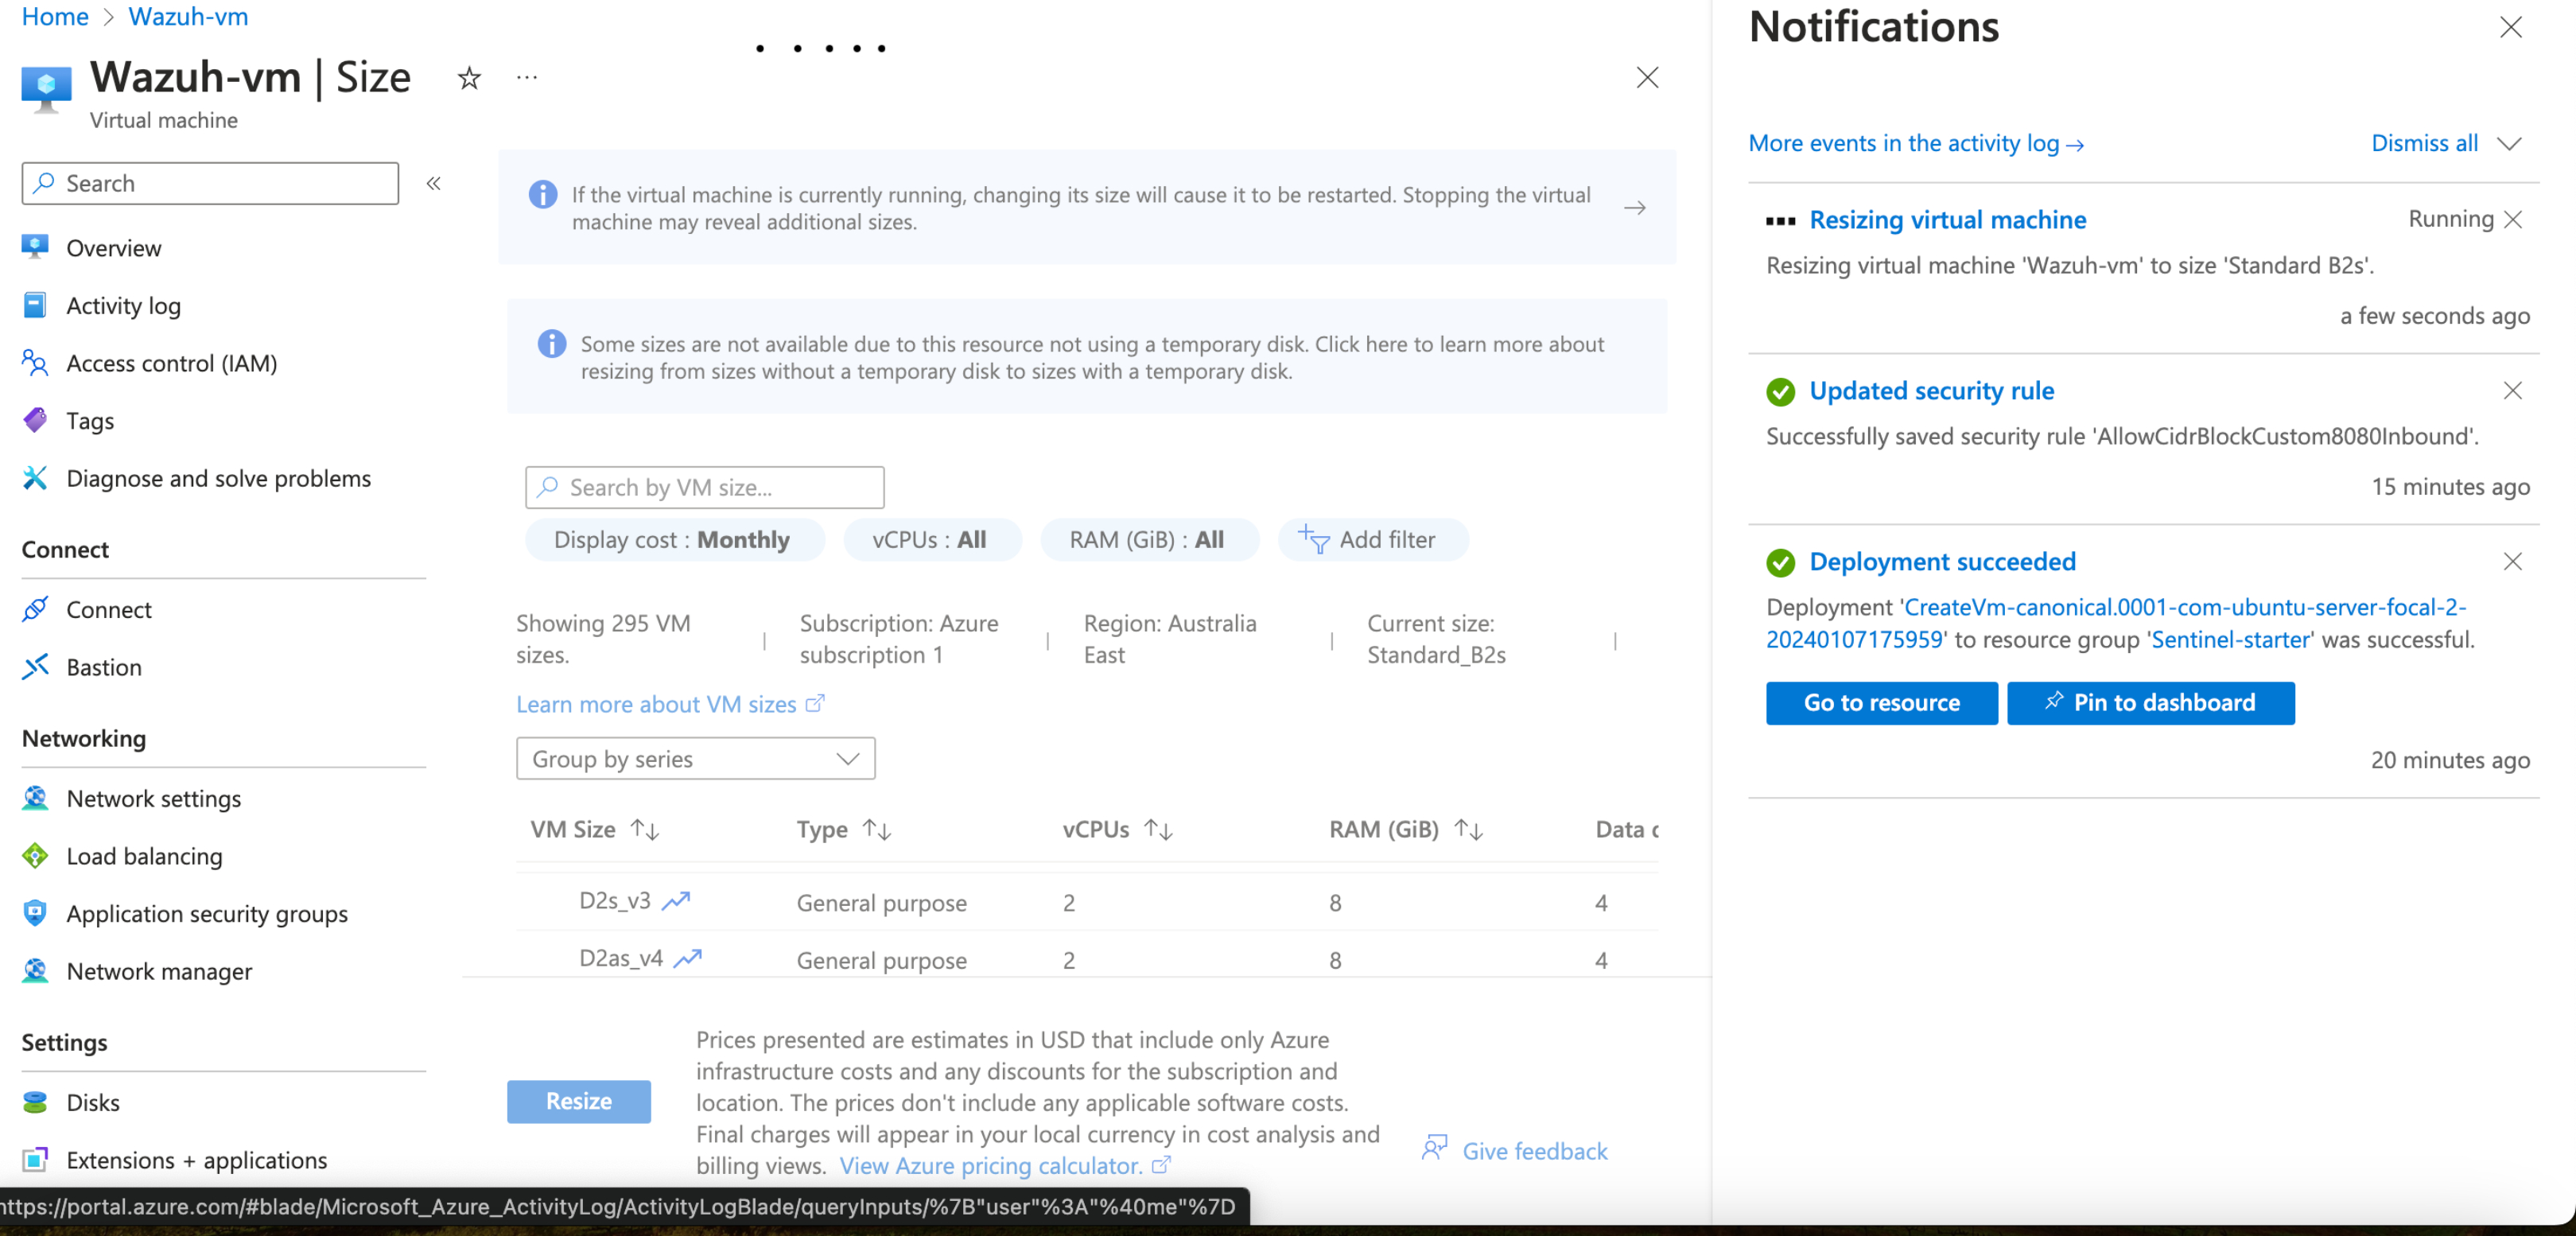 Home > Wazuh-vm
Wazuh-vm | Size
Virtual machine
Search
Overview
Activity log
Access control (IAM)
Tags
Diagnose and solve problems
Connect
Connect
Bastion
Networking
Network settings
Load balancing
Application security groups
Network manager
Settings
Disks
Extensions + applications
https://portal.azure.com/#blade/Microsoft_Azure_ActivityLog/ActivityLogBlade/queryInputs/%7B"user"%3A"%40me"%7D
If the virtual machine is currently running, changing its size will cause it to be restarted. Stopping the virtual
machine may reveal additional sizes.
Some sizes are not available due to this resource not using a temporary disk. Click here to learn more about
resizing from sizes without a temporary disk to sizes with a temporary disk.
Search by VM size...
Display cost : Monthly
vCPUs : All
RAM (GiB) : All
Add filter
Showing 295 VM
sizes.
Subscription: Azure
subscription 1
Region: Australia
East
Current size:
Standard_B2s
Learn more about VM sizes
Group by series
VM Size Type vCPUs RAM (GiB) Data
D2s_v3 General purpose 2 8 4
D2as_v4 General purpose 2 8 4
Resize
Prices presented are estimates in USD that include only Azure
infrastructure costs and any discounts for the subscription and
location. The prices don't include any applicable software costs.
Final charges will appear in your local currency in cost analysis and
billing views. View Azure pricing calculator.
Give feedback
Notifications
More events in the activity log →
Dismiss all
Resizing virtual machine
Running
Resizing virtual machine 'Wazuh-vm' to size 'Standard B2s'.
a few seconds ago
Updated security rule
Successfully saved security rule 'AllowCidrBlockCustom8080Inbound'.
15 minutes ago
Deployment succeeded
Deployment 'CreateVm-canonical.0001-com-ubuntu-server-focal-2-
20240107175959' to resource group 'Sentinel-starter' was successful.
Go to resource
Pin to dashboard
20 minutes ago